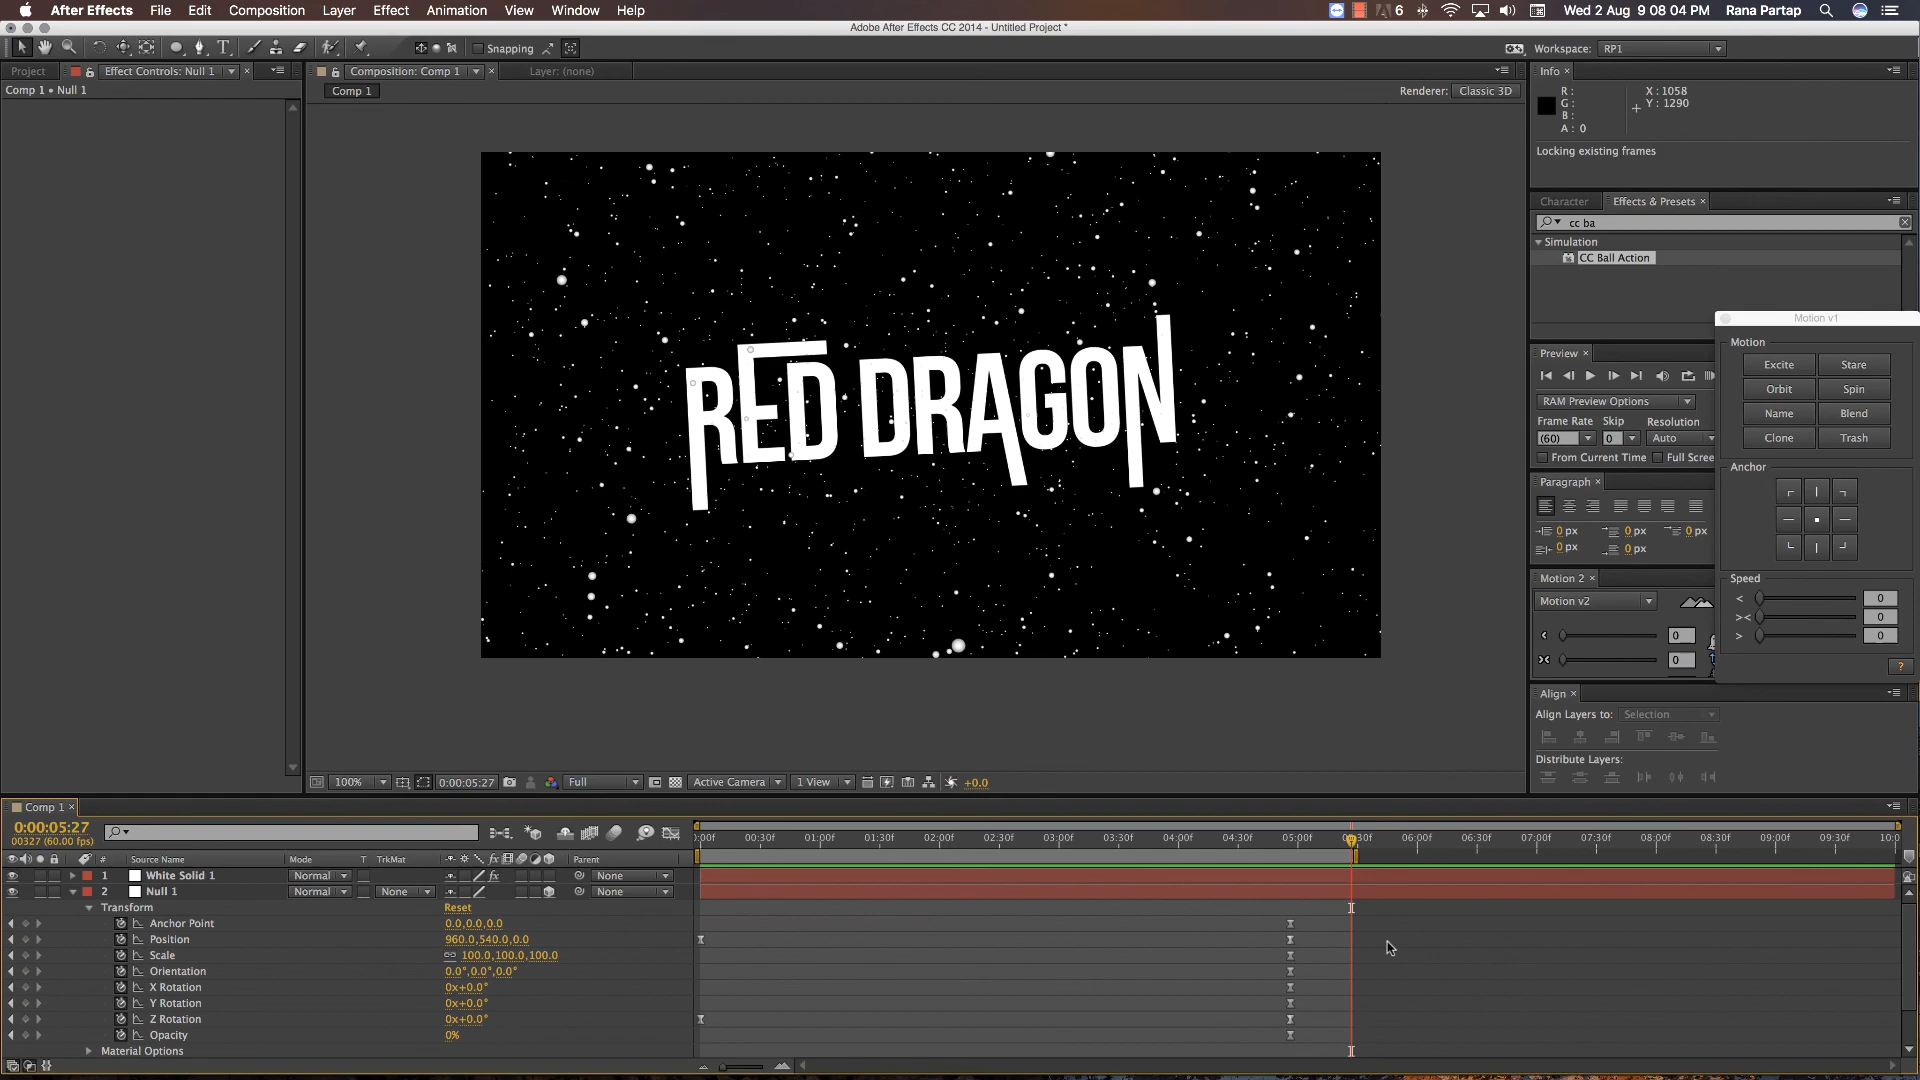 After Effects File Edit Composition Layer Effect Animation View Window Help 6 Wed 2 Aug 9 08 04 PM Rana Partap
Adobe After Effects CC 2014 - Untitled Project *
T Snapping Workspace: RP1
Project Effect Controls: Null 1 × Composition: Comp 1 × Layer: (none) Info ×
Comp 1 • Null 1 Comp 1 Renderer: Classic 3D
R : X : 1058
G : Y : 1290
B :
A : 0
Locking existing frames
Character Effects & Presets ×
cc ba
Simulation
CC Ball Action
RED DRAGON
Motion v1
Motion
Excite Stare
Orbit Spin
Name Blend
Clone Trash
Anchor
Speed
< 0
>< 0
> 0
?
Preview ×
RAM Preview Options
Frame Rate Skip Resolution
(60) 0 Auto
From Current Time Full Scree
Paragraph ×
0 px 0 px 0 px
0 px 0 px
Motion 2 ×
Motion v2
0
0
Align ×
Align Layers to: Selection
Distribute Layers:
100% 0:00:05:27 Full Active Camera 1 View +0.0
Comp 1 ×
0:00:05:27
00327 (60.00 fps)
):00f 00:30f 01:00f 01:30f 02:00f 02:30f 03:00f 03:30f 04:00f 04:30f 05:00f 05:30f 06:00f 06:30f 07:00f 07:30f 08:00f 08:30f 09:00f 09:30f 10:0
# Source Name Mode T TrkMat fx Parent
1 White Solid 1 Normal fx None
2 Null 1 Normal None None
Transform Reset
Anchor Point 0.0,0.0,0.0
Position 960.0,540.0,0.0
Scale 100.0,100.0,100.0
Orientation 0.0°,0.0°,0.0°
X Rotation 0x+0.0°
Y Rotation 0x+0.0°
Z Rotation 0x+0.0°
Opacity 0%
Material Options